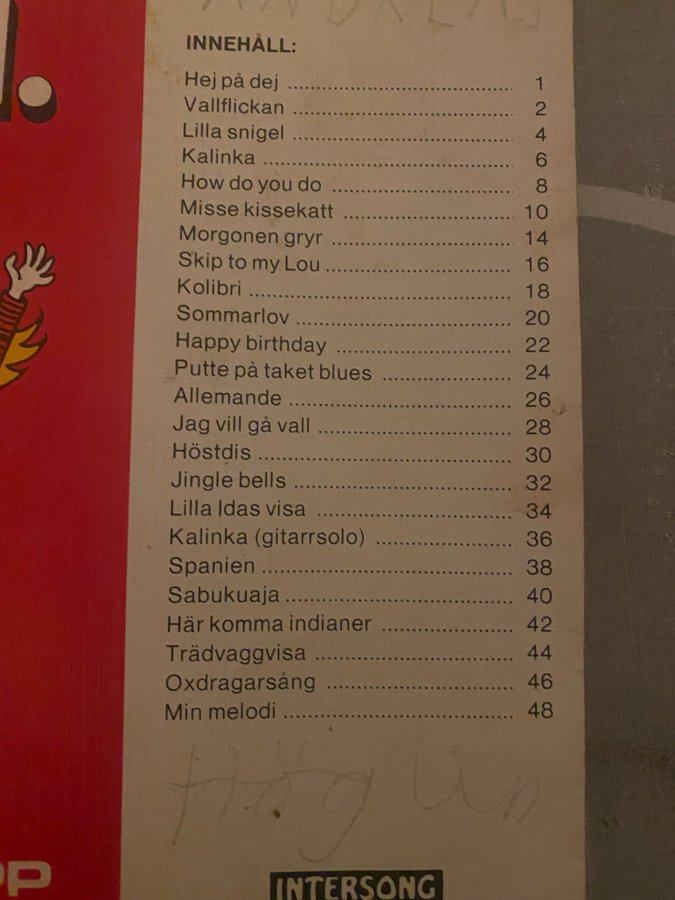 ANDREAS
INNEHÅLL:
Hej på dej 1
Vallflickan 2
Lilla snigel 4
Kalinka 6
How do you do 8
Misse kissekatt 10
Morgonen gryr 14
Skip to my Lou 16
Kolibri 18
Sommarlov 20
Happy birthday 22
Putte på taket blues 24
Allemande 26
Jag vill gå vall 28
Höstdis 30
Jingle bells 32
Lilla Idas visa 34
Kalinka (gitarrsolo) 36
Spanien 38
Sabukuaja 40
Här komma indianer 42
Trädvaggvisa 44
Oxdragarsång 46
Min melodi 48
INTERSONG